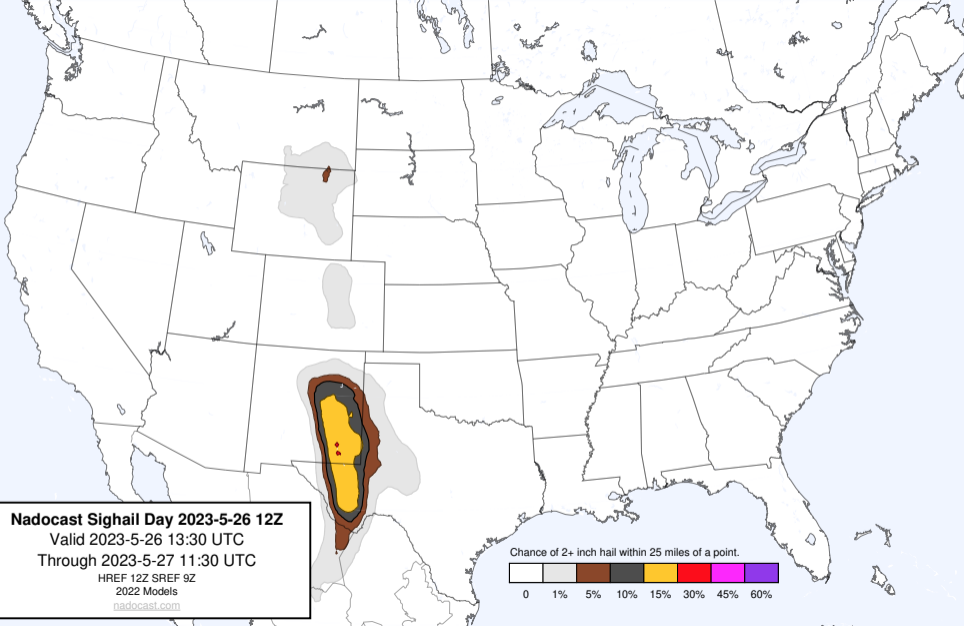 Nadocast Sighail Day 2023-5-26 12Z
Valid 2023-5-26 13:30 UTC
Through 2023-5-27 11:30 UTC
HREF 12Z SREF 9Z
2022 Models
nadocast.com
Chance of 2+ inch hail within 25 miles of a point.
0 1% 5% 10% 15% 30% 45% 60%